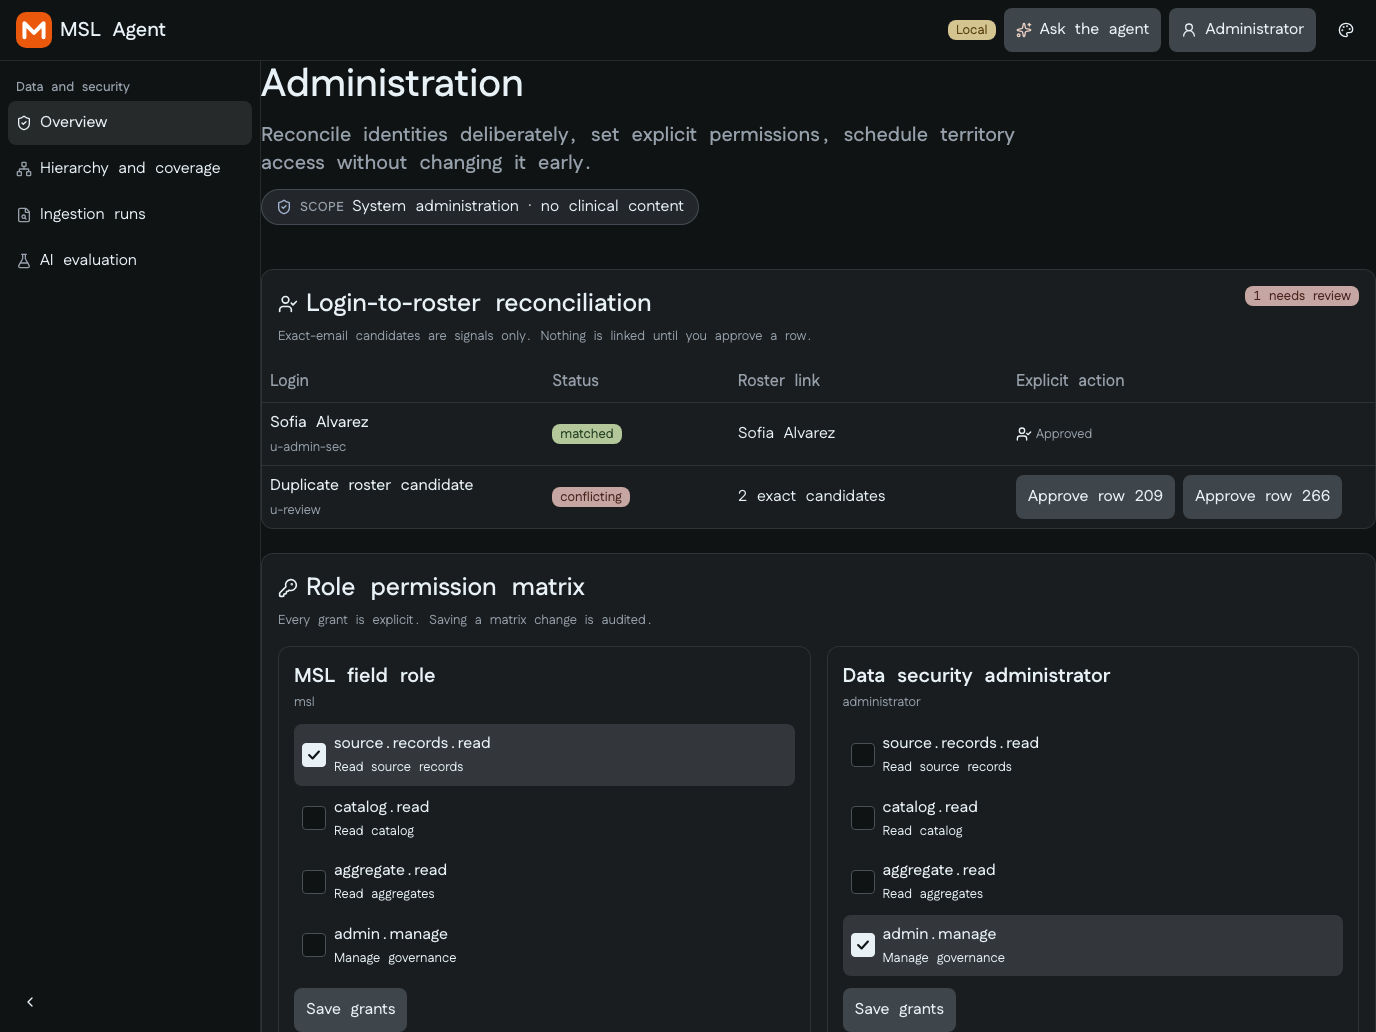 MSL Agent
Local
Ask the agent
Administrator
Data and security
Overview
Hierarchy and coverage
Ingestion runs
AI evaluation
Administration
Reconcile identities deliberately, set explicit permissions, schedule territory
access without changing it early.
SCOPE System administration · no clinical content
Login-to-roster reconciliation
1 needs review
Exact-email candidates are signals only. Nothing is linked until you approve a row.
Login Status Roster link Explicit action
Sofia Alvarez
u-admin-sec
matched
Sofia Alvarez
Approved
Duplicate roster candidate
u-review
conflicting
2 exact candidates
Approve row 209
Approve row 266
Role permission matrix
Every grant is explicit. Saving a matrix change is audited.
MSL field role
msl
source.records.read
Read source records
catalog.read
Read catalog
aggregate.read
Read aggregates
admin.manage
Manage governance
Save grants
Data security administrator
administrator
source.records.read
Read source records
catalog.read
Read catalog
aggregate.read
Read aggregates
admin.manage
Manage governance
Save grants